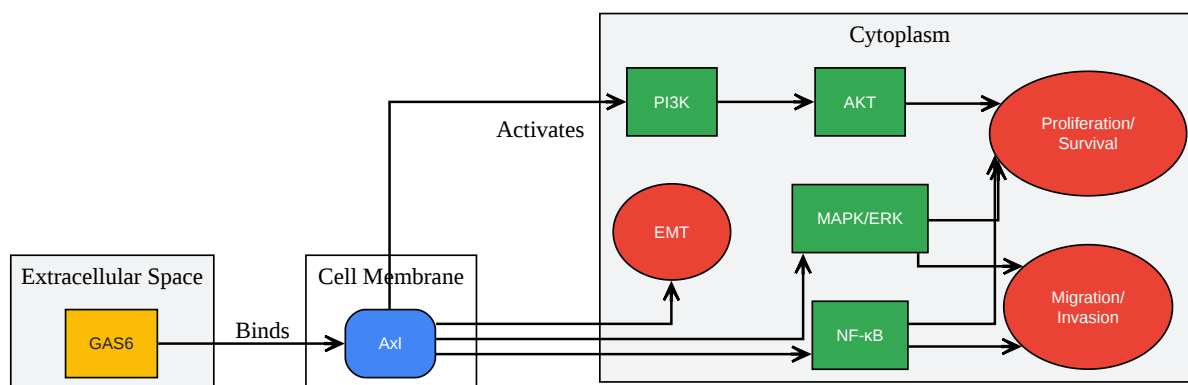 Cytoplasm
PI3K
AKT
Proliferation/
Survival
Activates
EMT
MAPK/ERK
Extracellular Space
Cell Membrane
GAS6
Binds
Axl
NF-κB
Migration/
Invasion